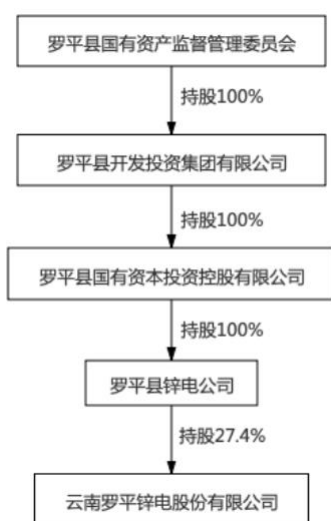 罗平县国有资产监督管理委员会
持股100%
罗平县开发投资集团有限公司
持股100%
罗平县国有资本投资控股有限公司
持股100%
罗平县锌电公司
持股27.4%
云南罗平锌电股份有限公司